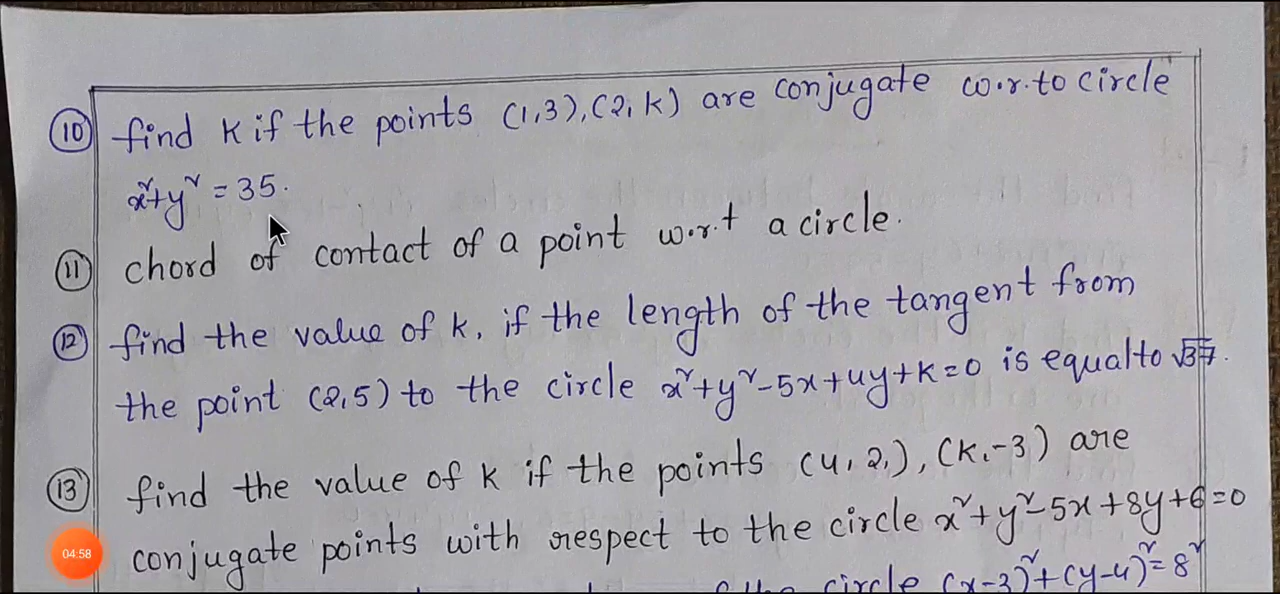 ⑩ find k if the points (1,3), (2, k) are conjugate w.r.to circle
x²+y² = 35.
⑪ chord of contact of a point w.r.t a circle.
⑫ find the value of k, if the length of the tangent from
the point (2,5) to the circle x²+y²-5x+4y+k=0 is equal to √37.
⑬ find the value of k if the points (4, 2,), (k,-3) are
conjugate points with respect to the circle x²+y²-5x+8y+6=0
04:58
the circle (x-3)²+(y-4)²=8²